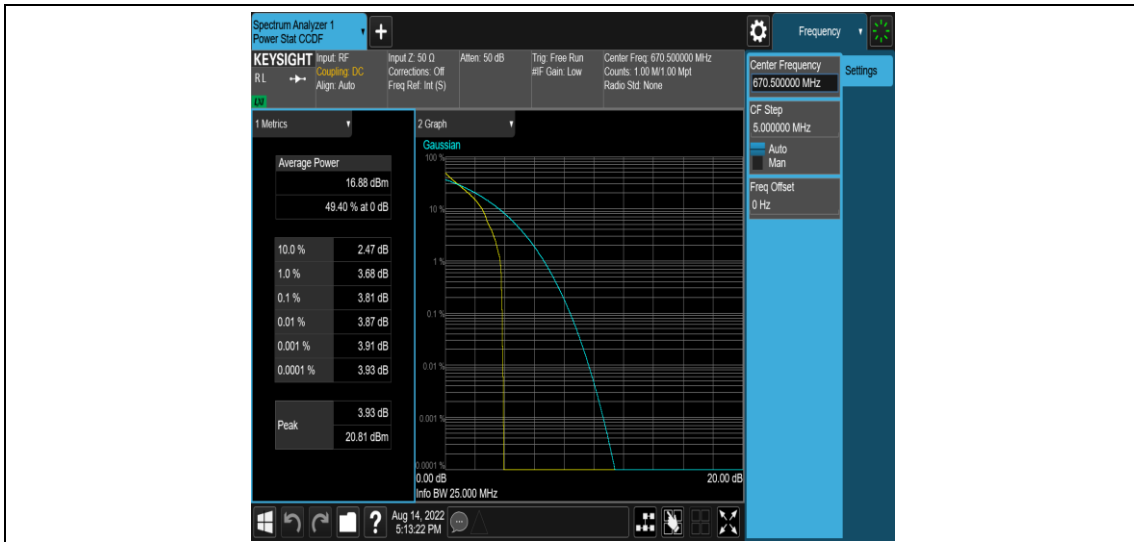 Spectrum Analyzer 1
Power Stat CCDF
Frequency
KEYSIGHT
RL
Input: RF
Coupling: DC
Align: Auto
Input Z: 50 Ω
Corrections: Off
Freq Ref: Int (S)
Atten: 50 dB
Trig: Free Run
#IF Gain: Low
Center Freq: 670.500000 MHz
Counts: 1.00 M/1.00 Mpt
Radio Std: None
Center Frequency
670.500000 MHz
Settings
CF Step
5.000000 MHz
Auto
Man
Freq Offset
0 Hz
1 Metrics
Average Power
16.88 dBm
49.40 % at 0 dB
10.0 % 2.47 dB
1.0 % 3.68 dB
0.1 % 3.81 dB
0.01 % 3.87 dB
0.001 % 3.91 dB
0.0001 % 3.93 dB
Peak
3.93 dB
20.81 dBm
2 Graph
Gaussian
100 %
10 %
1 %
0.1 %
0.01 %
0.001 %
0.0001 %
0.00 dB
20.00 dB
Info BW 25.000 MHz
Aug 14, 2022
5:13:22 PM